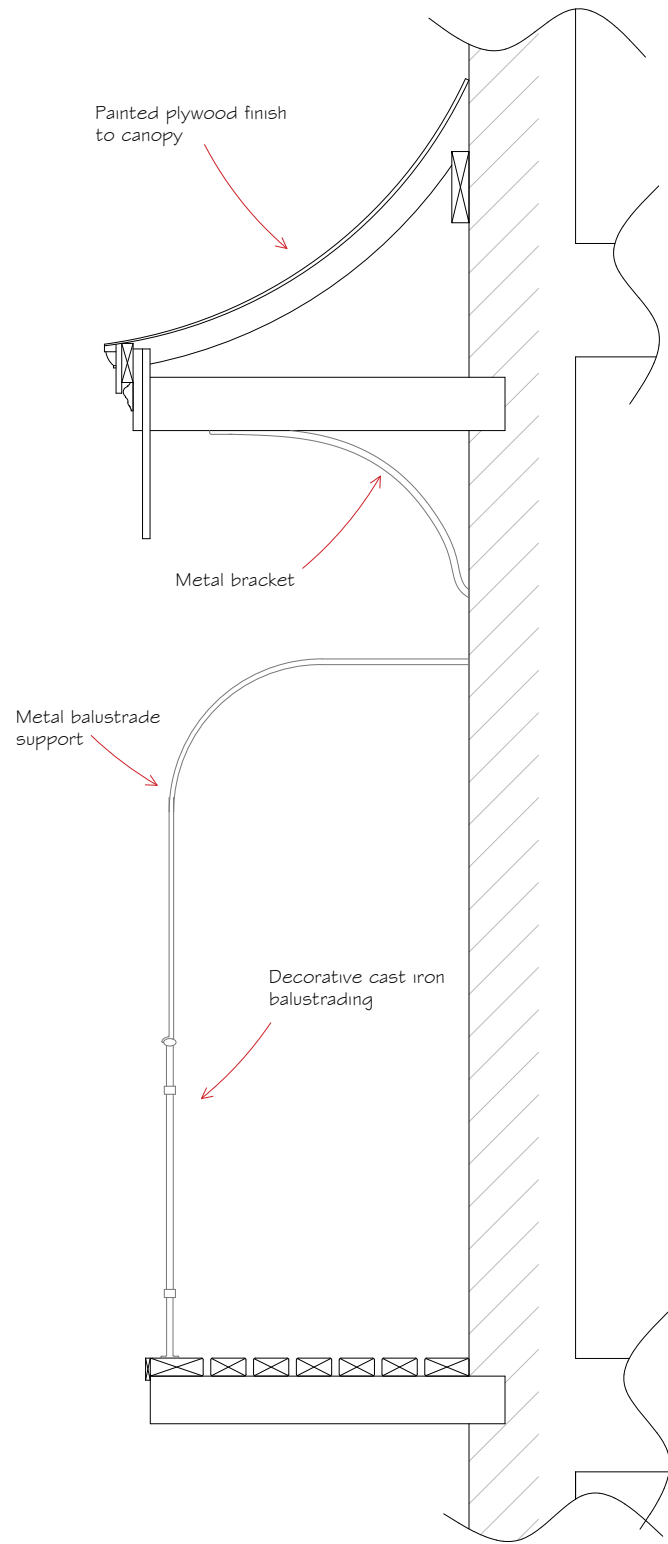 Painted plywood finish
to canopy
Metal bracket
Metal balustrade
support
Decorative cast iron
balustrading